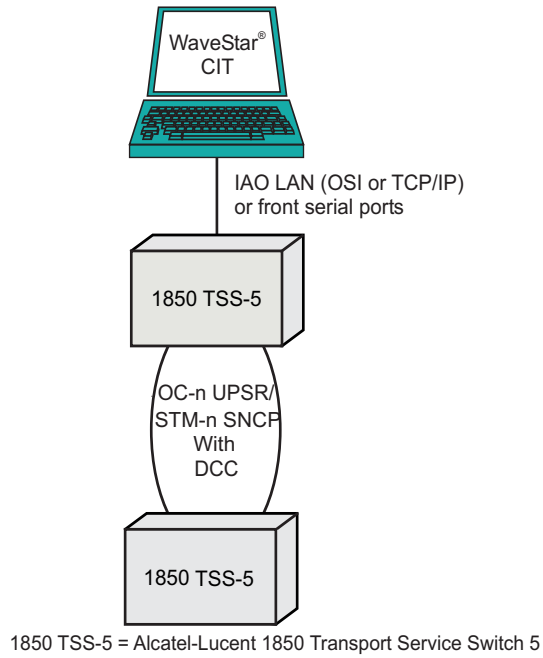 WaveStar®
CIT
IAO LAN (OSI or TCP/IP)
or front serial ports
1850 TSS-5
OC-n UPSR/
STM-n SNCP
With
DCC
1850 TSS-5
1850 TSS-5 = Alcatel-Lucent 1850 Transport Service Switch 5